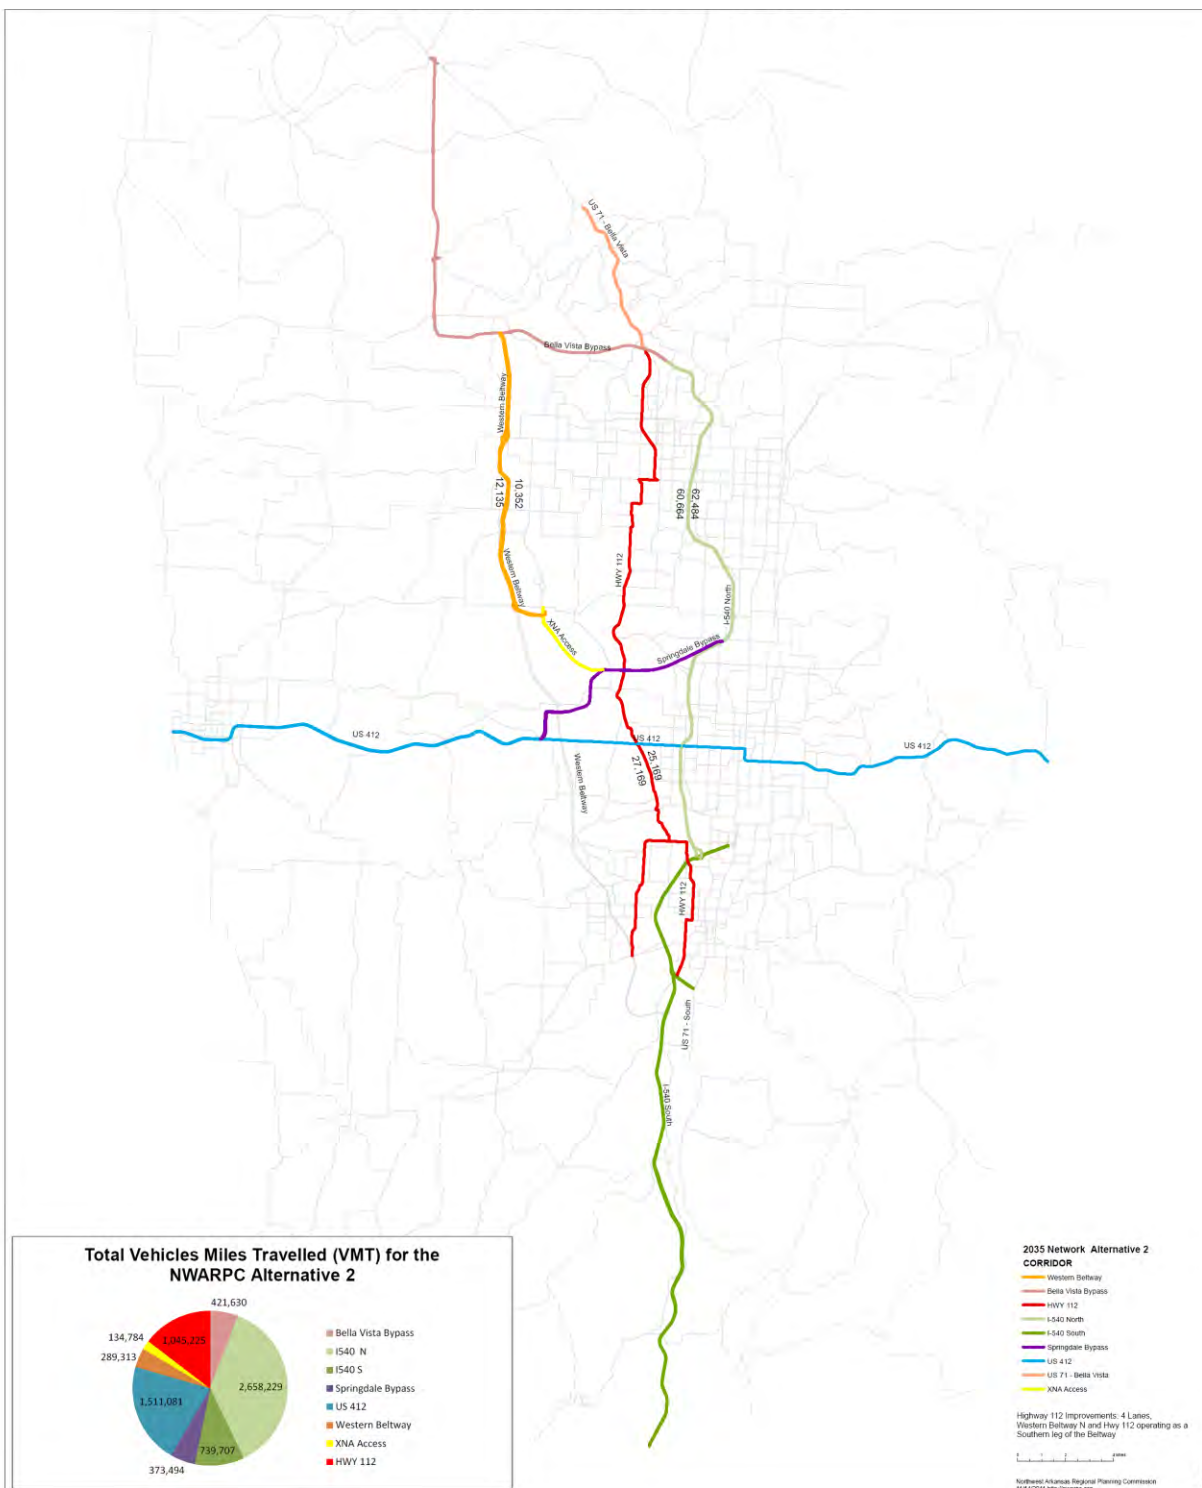 US 71 - Bella Vista
Bella Vista Bypass
Western Beltway
10,352
12,135
62,484
60,664
Western Beltway
HWY 112
I-540 North
XNA Access
Springdale Bypass
US 412
US 412
US 412
25,169
27,169
Western Beltway
HWY 112
US 71 - South
I-540 South
Total Vehicles Miles Travelled (VMT) for the
NWARPC Alternative 2
421,630
134,784
1,045,225
289,313
2,658,229
1,511,081
739,707
373,494
Bella Vista Bypass
I540 N
I540 S
Springdale Bypass
US 412
Western Beltway
XNA Access
HWY 112
2035 Network Alternative 2
CORRIDOR
Western Beltway
Bella Vista Bypass
HWY 112
I-540 North
I-540 South
Springdale Bypass
US 412
US 71 - Bella Vista
XNA Access
Highway 112 Improvements: 4 Lanes,
Western Beltway N and Hwy 112 operating as a
Southern leg of the Beltway
Northwest Arkansas Regional Planning Commission